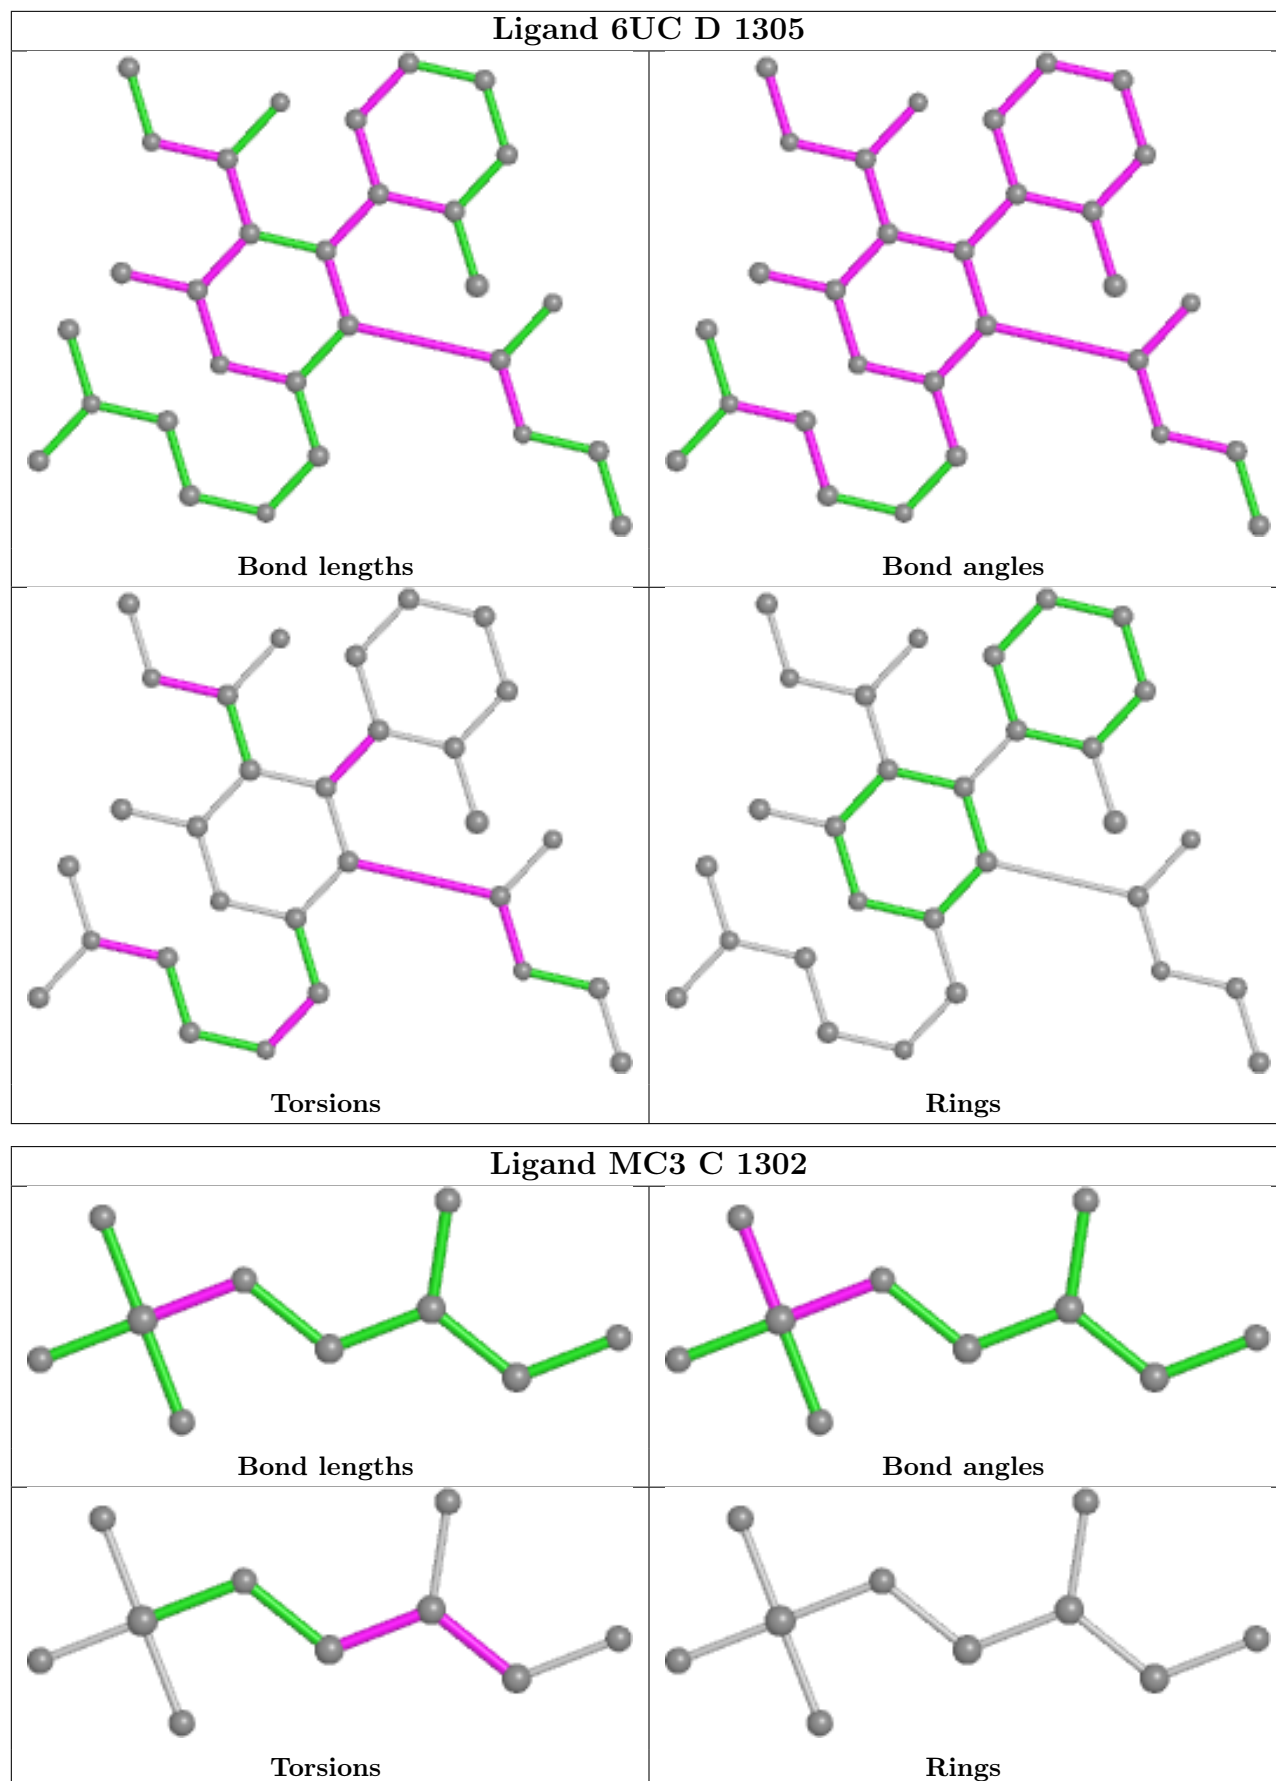 Ligand 6UC D 1305
Bond lengths
Bond angles
Torsions
Rings
Ligand MC3 C 1302
Bond lengths
Bond angles
Torsions
Rings